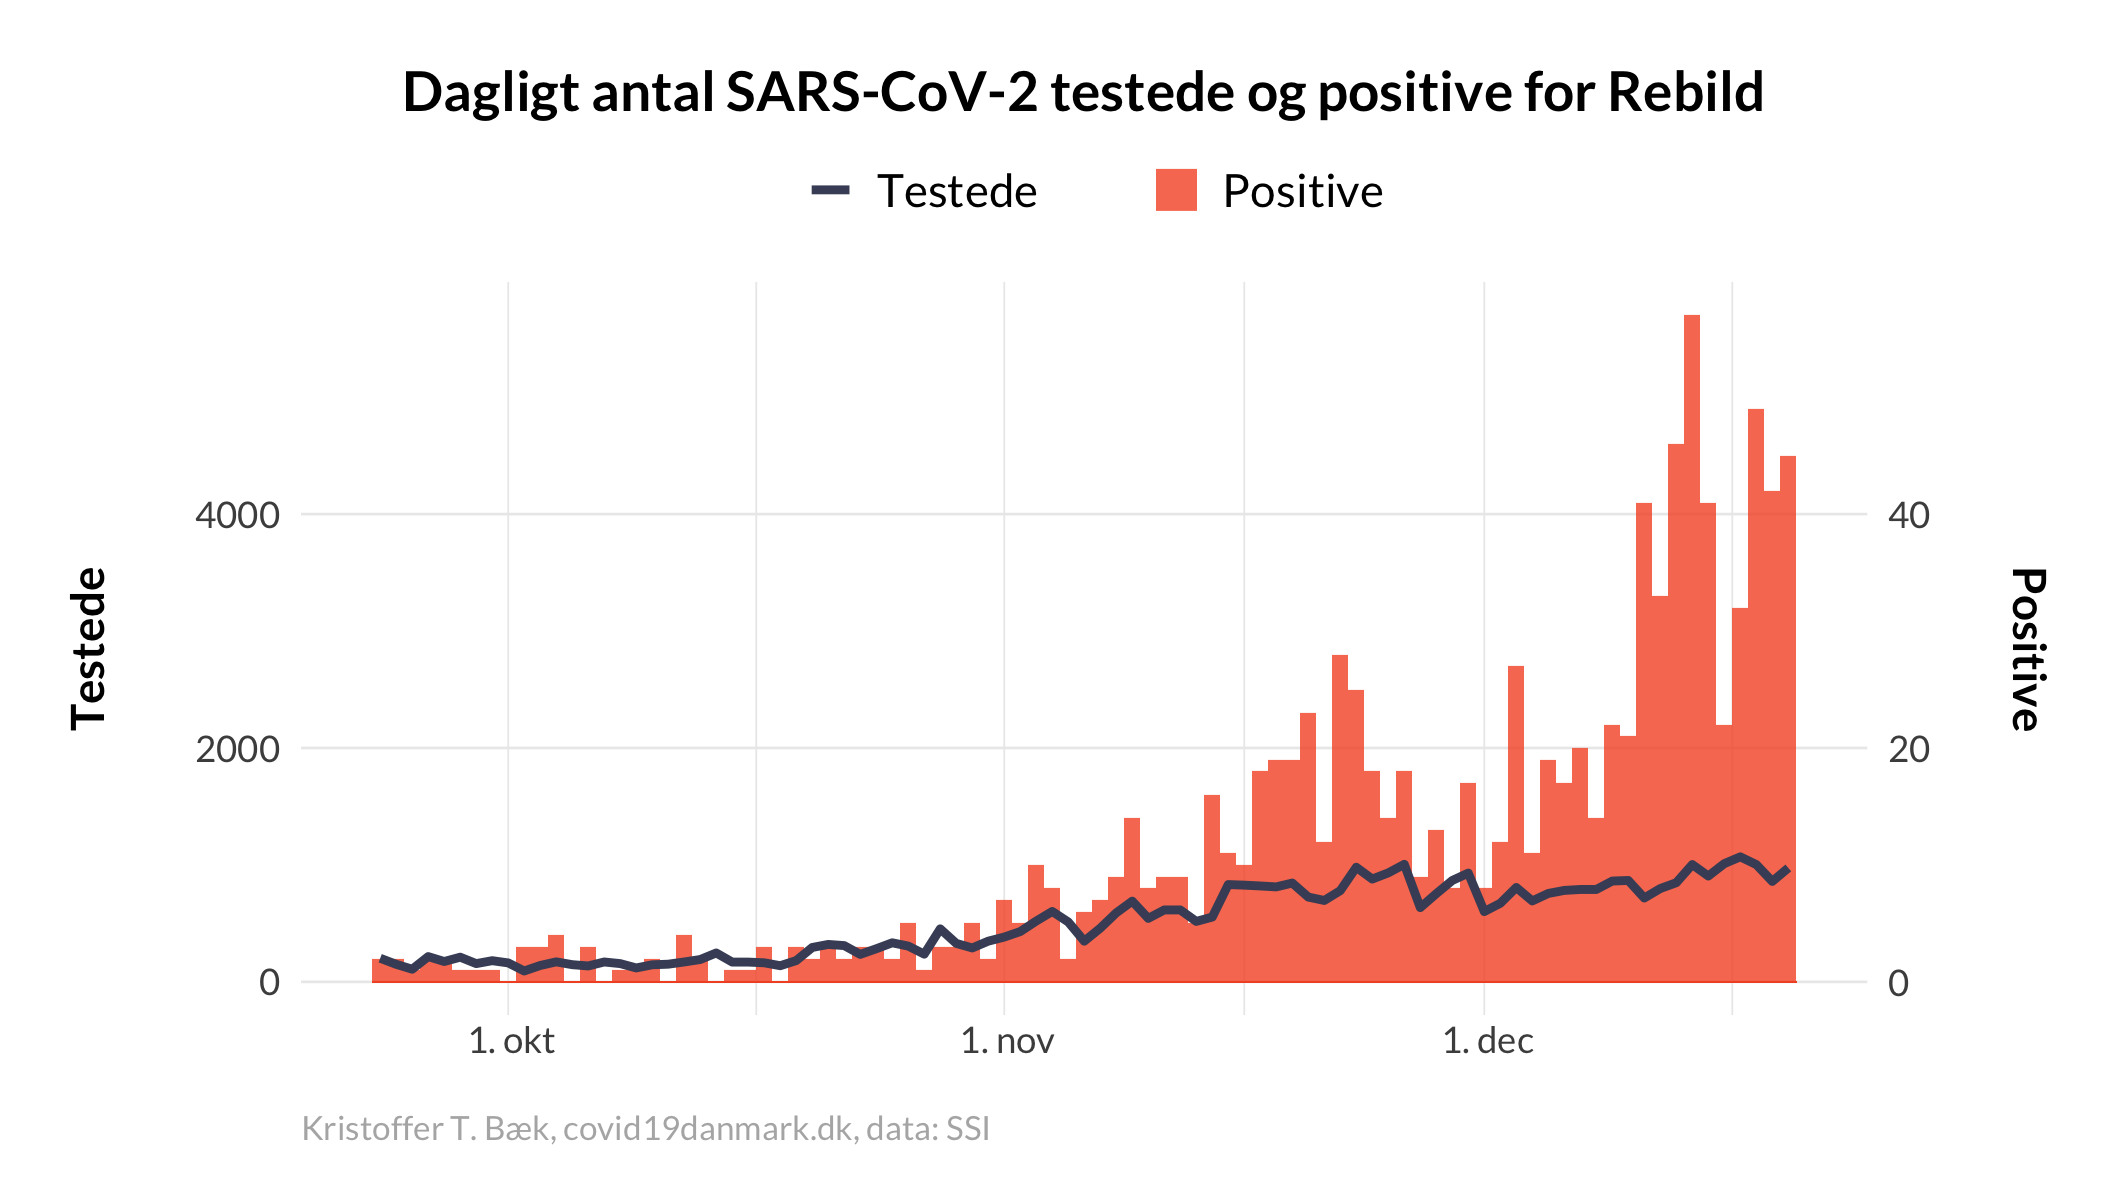 Dagligt antal SARS-CoV-2 testede og positive for Rebild
Testede
Positive
Testede
4000
2000
0
40
20
0
Positive
1. okt
1. nov
1. dec
Kristoffer T. Bæk, covid19danmark.dk, data: SSI